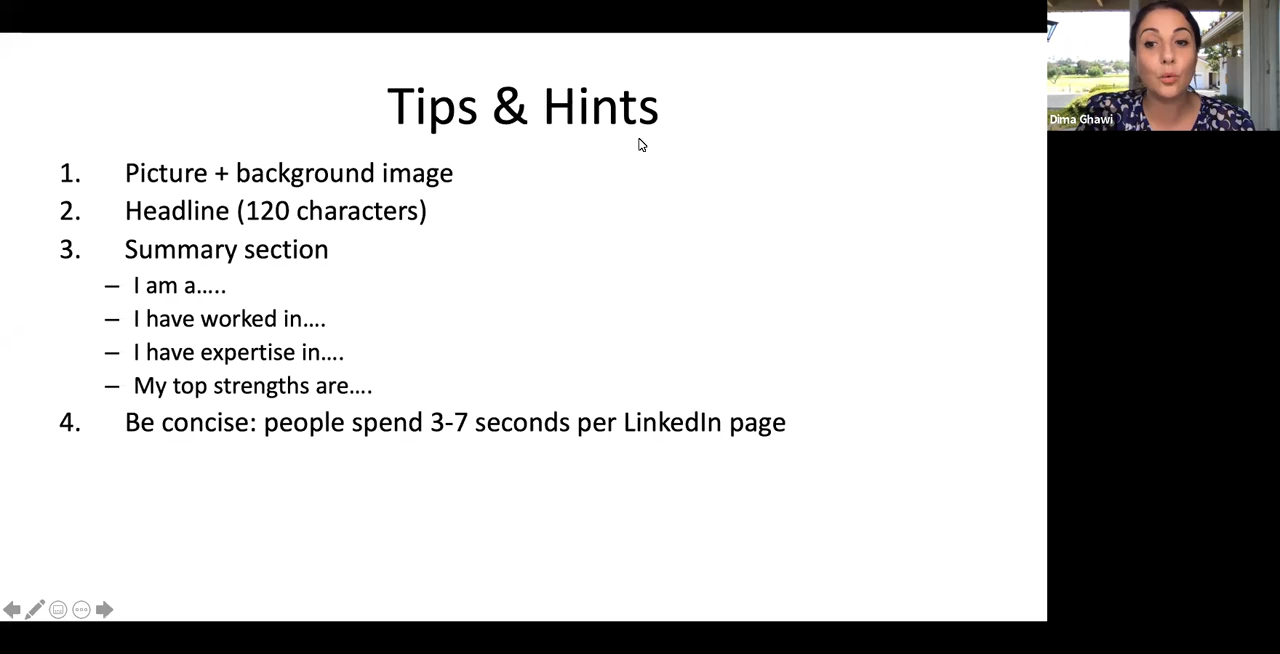 Tips & Hints
1. Picture + background image
2. Headline (120 characters)
3. Summary section
– I am a…..
– I have worked in….
– I have expertise in….
– My top strengths are….
4. Be concise: people spend 3-7 seconds per LinkedIn page
Dima Ghawi